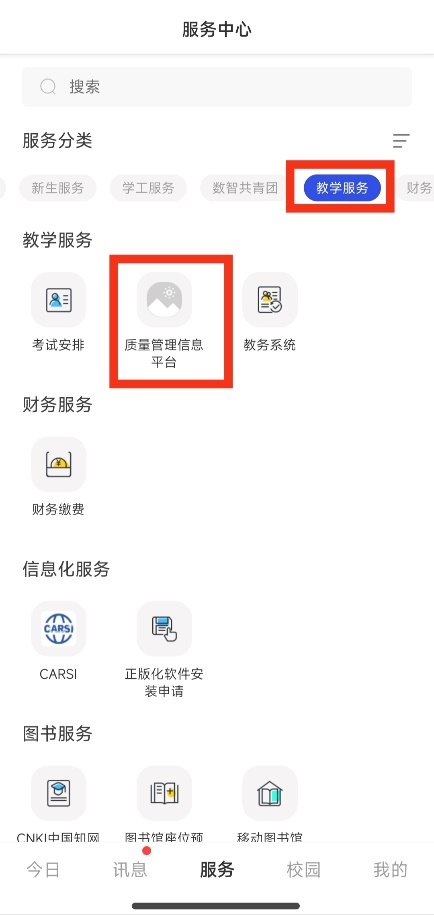 服务中心
搜索
服务分类
新生服务 学工服务 数智共青团 教学服务 财务
教学服务
考试安排 质量管理信息平台 教务系统
财务服务
¥
财务缴费
信息化服务
CARSI
CARSI 正版化软件安装申请
图书服务
CNKI中国知网 图书馆座位预 移动图书馆
今日 讯息 服务 校园 我的